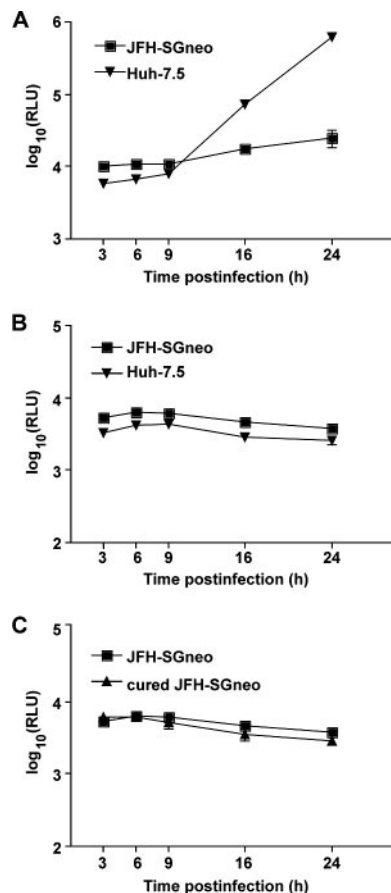 A
6
JFH-SGneo
Huh-7.5
5
log10(RLU)
4
3
3 6 9 16 24
Time postinfection (h)
B
5
JFH-SGneo
Huh-7.5
4
log10(RLU)
3
2
3 6 9 16 24
Time postinfection (h)
C
5
JFH-SGneo
cured JFH-SGneo
4
log10(RLU)
3
2
3 6 9 16 24
Time postinfection (h)